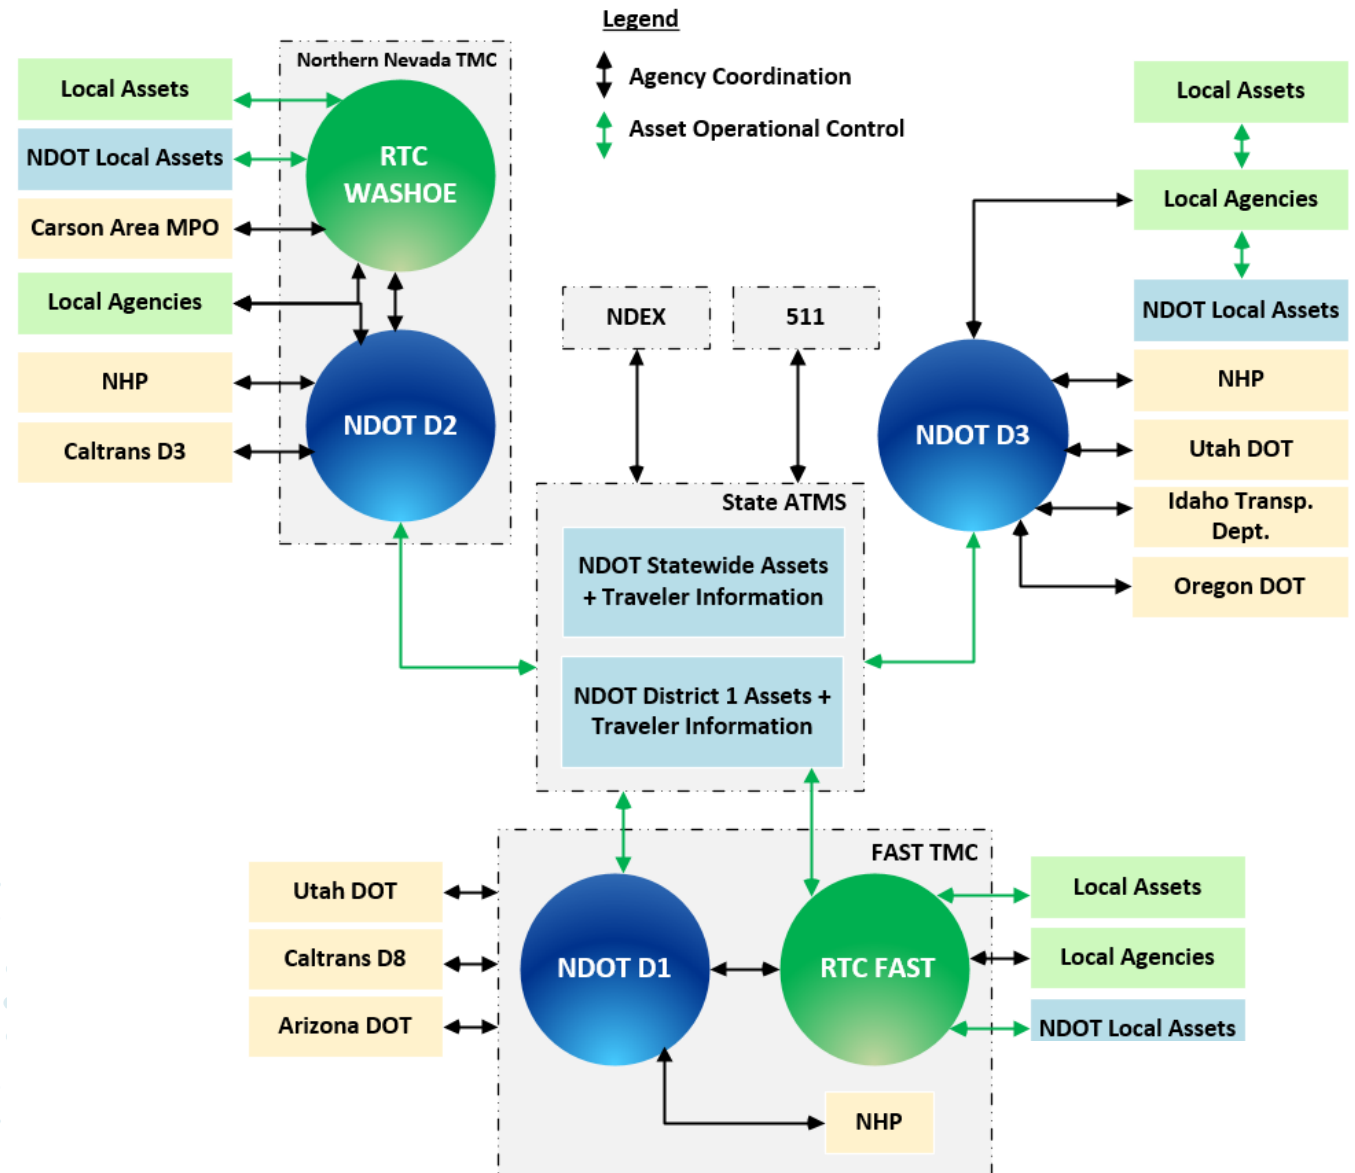 Legend
Agency Coordination
Asset Operational Control
Northern Nevada TMC
Local Assets
NDOT Local Assets
Carson Area MPO
Local Agencies
NHP
Caltrans D3
RTC
WASHOE
NDOT D2
NDEX
511
State ATMS
NDOT Statewide Assets
+ Traveler Information
NDOT District 1 Assets +
Traveler Information
NDOT D3
Local Assets
Local Agencies
NDOT Local Assets
NHP
Utah DOT
Idaho Transp.
Dept.
Oregon DOT
FAST TMC
Utah DOT
Caltrans D8
Arizona DOT
NDOT D1
RTC FAST
NHP
Local Assets
Local Agencies
NDOT Local Assets